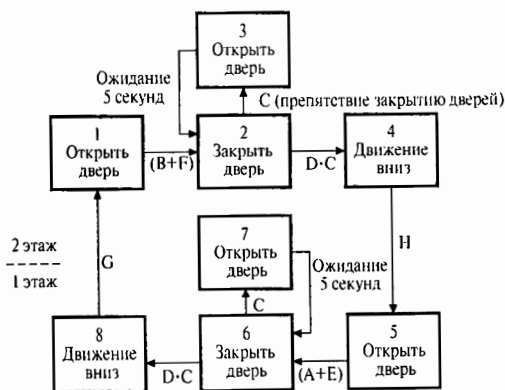 3
Открыть
дверь
Ожидание
5 секунд
C (препятствие закрытию дверей)
1
Открыть
дверь
(B+F)
2
Закрыть
дверь
D·C
4
Движение
вниз
2 этаж
1 этаж
G
7
Открыть
дверь
Ожидание
5 секунд
H
C
8
Движение
вниз
D·C
6
Закрыть
дверь
(A+E)
5
Открыть
дверь